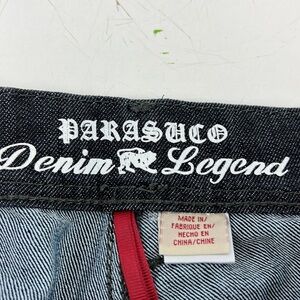 PARASUCO
Denim Legend
MADE IN/
FABRIQUE EN/
HECHO EN
CHINA/CHINE